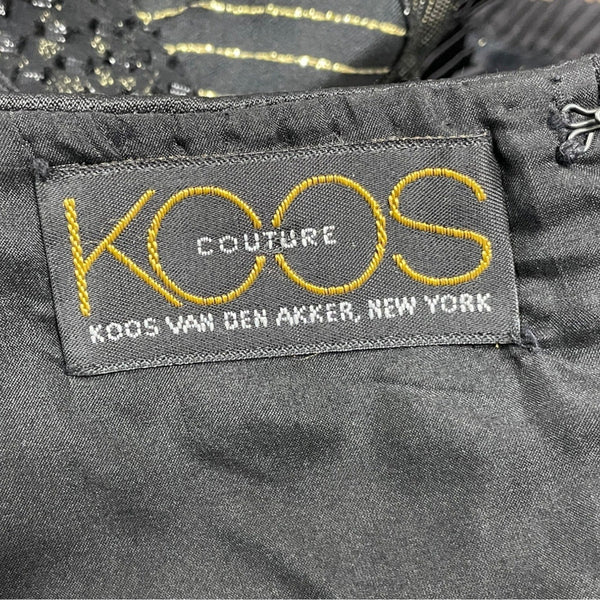 KOOS
COUTURE
KOOS VAN DEN AKKER, NEW YORK